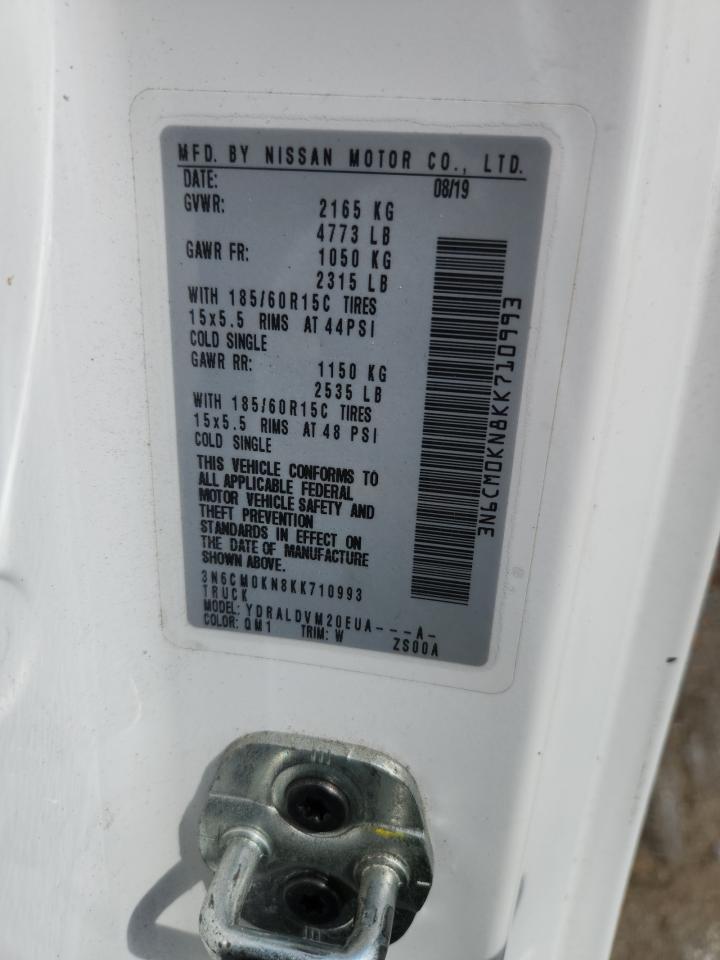 MFD. BY NISSAN MOTOR CO., LTD.
DATE: 08/19
GVWR: 2165 KG
4773 LB
GAWR FR: 1050 KG
2315 LB
WITH 185/60R15C TIRES
15x5.5 RIMS AT 44PSI
COLD SINGLE
GAWR RR: 1150 KG
2535 LB
WITH 185/60R15C TIRES
15x5.5 RIMS AT 48 PSI
COLD SINGLE
THIS VEHICLE CONFORMS TO
ALL APPLICABLE FEDERAL
MOTOR VEHICLE SAFETY AND
THEFT PREVENTION
STANDARDS IN EFFECT ON
THE DATE OF MANUFACTURE
SHOWN ABOVE.
3N6CM0KN8KK710993
TRUCK
MODEL: YDRALDVM20EUA---A-
COLOR: QM1 TRIM: W ZS00A
3N6CM0KN8KK710993